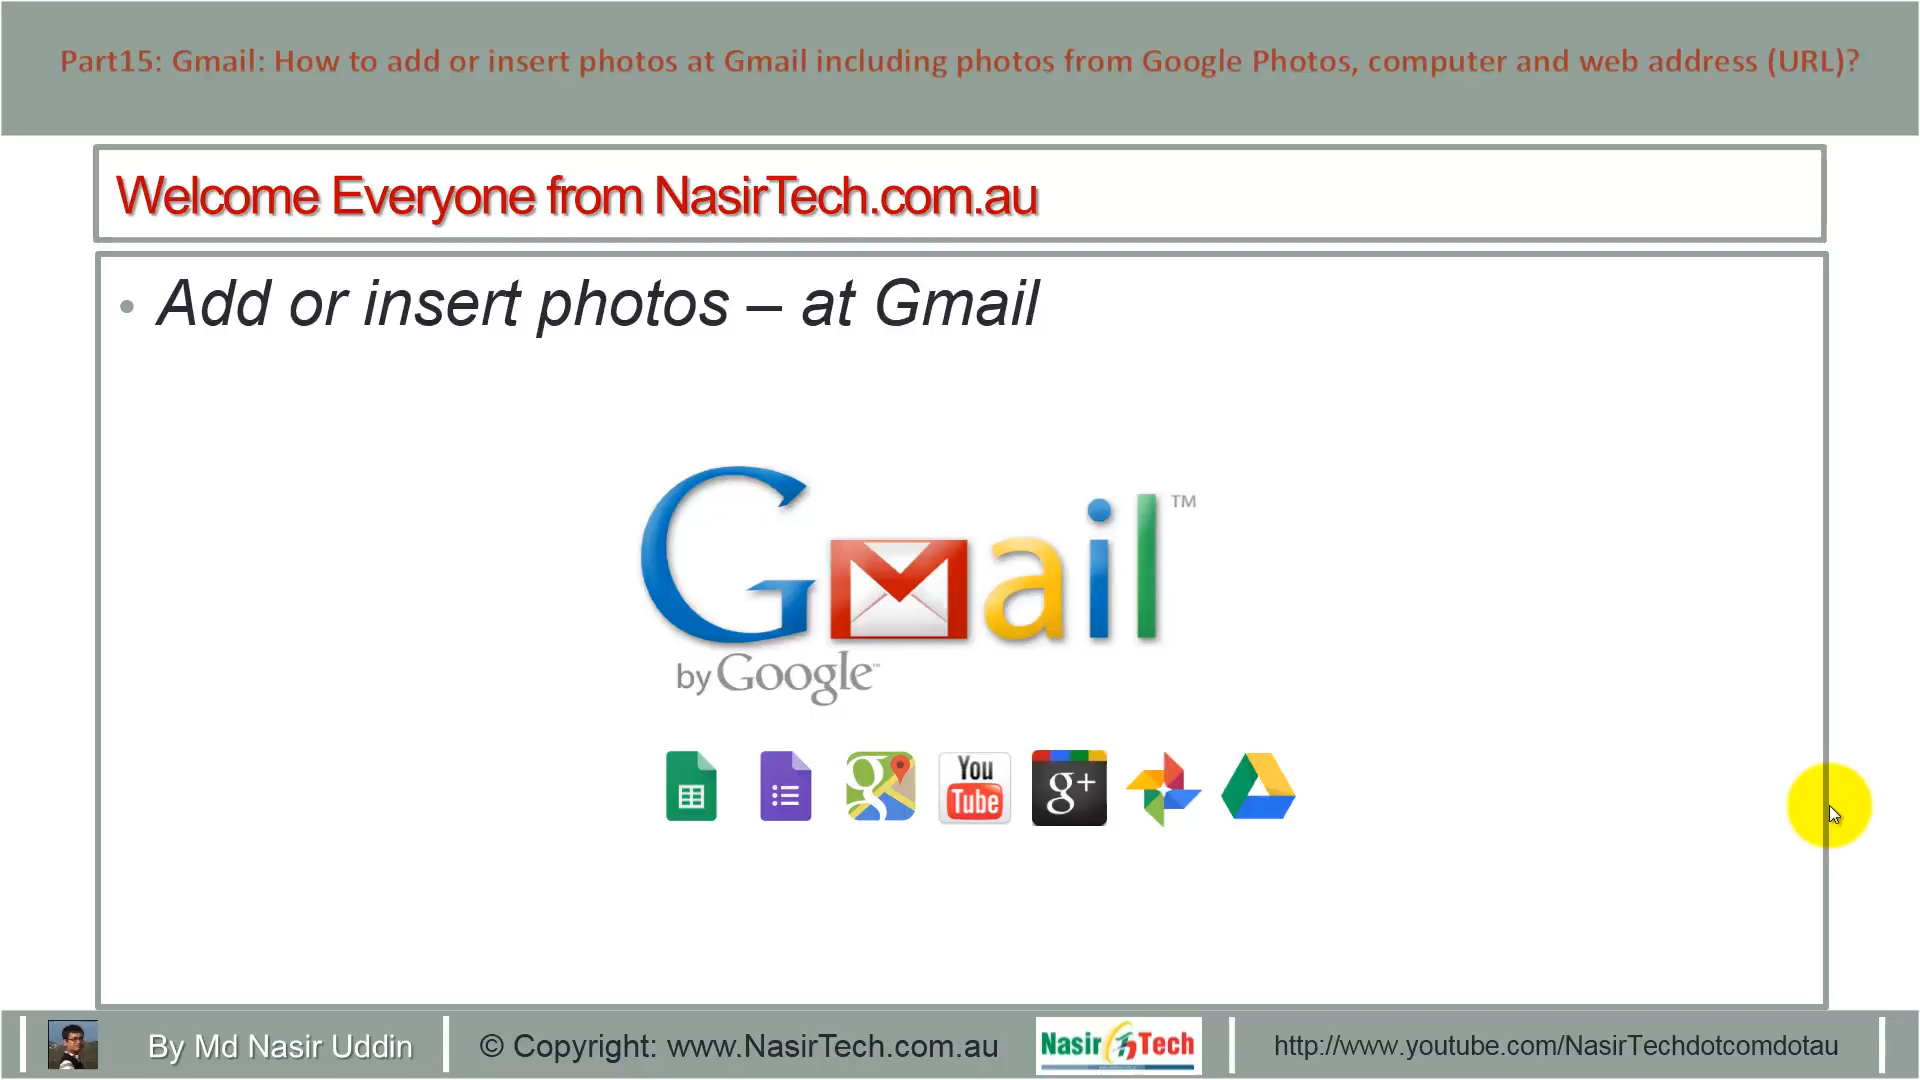 Part15: Gmail: How to add or insert photos at Gmail including photos from Google Photos, computer and web address (URL)?
Welcome Everyone from NasirTech.com.au
• Add or insert photos – at Gmail
Gmail™
by Google™
g
You
Tube
g+
By Md Nasir Uddin
© Copyright: www.NasirTech.com.au
Nasir Tech
http://www.youtube.com/NasirTechdotcomdotau